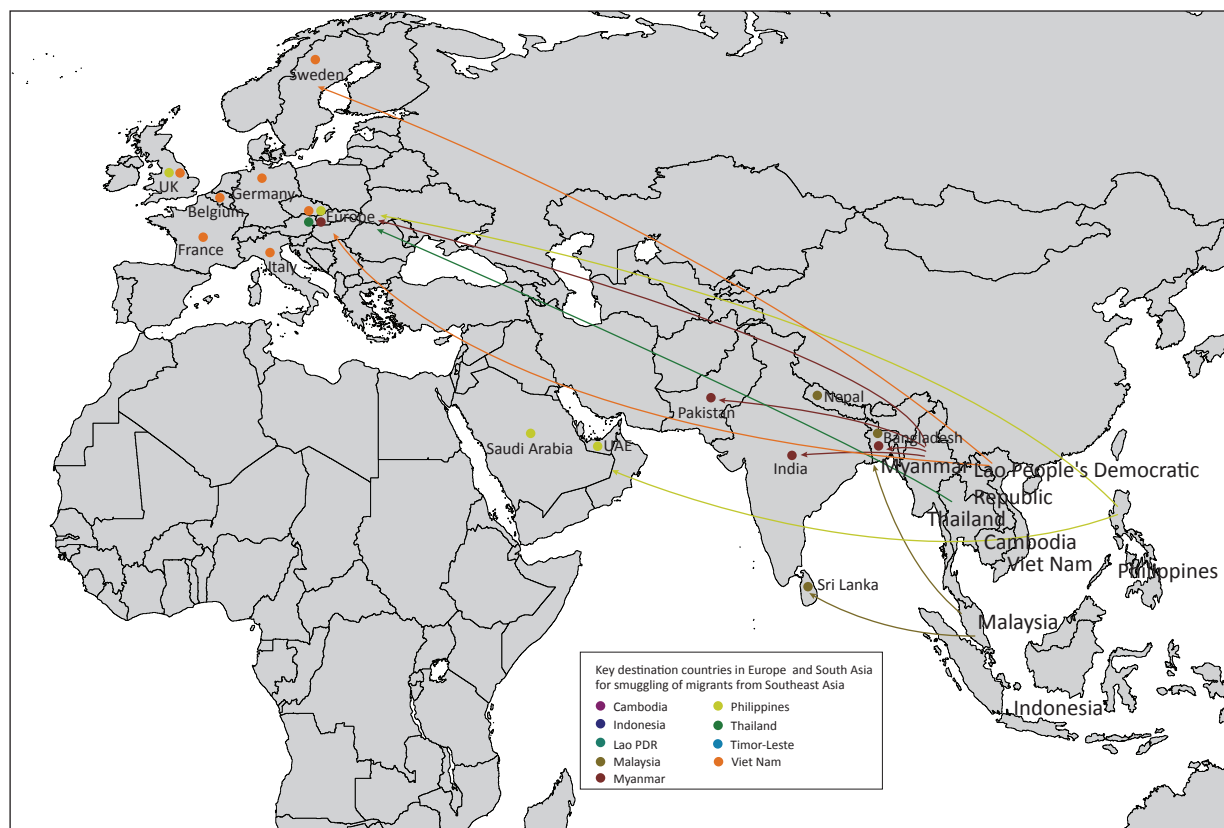 Sweden
UK
Germany
Belgium
Europe
France
Italy
Nepal
Pakistan
Bangladesh
Saudi Arabia
UAE
India
Myanmar
Lao People's Democratic
Republic
Thailand
Cambodia
Viet Nam
Philippines
Sri Lanka
Malaysia
Indonesia
Key destination countries in Europe and South Asia
for smuggling of migrants from Southeast Asia
Cambodia
Indonesia
Lao PDR
Malaysia
Myanmar
Philippines
Thailand
Timor-Leste
Viet Nam